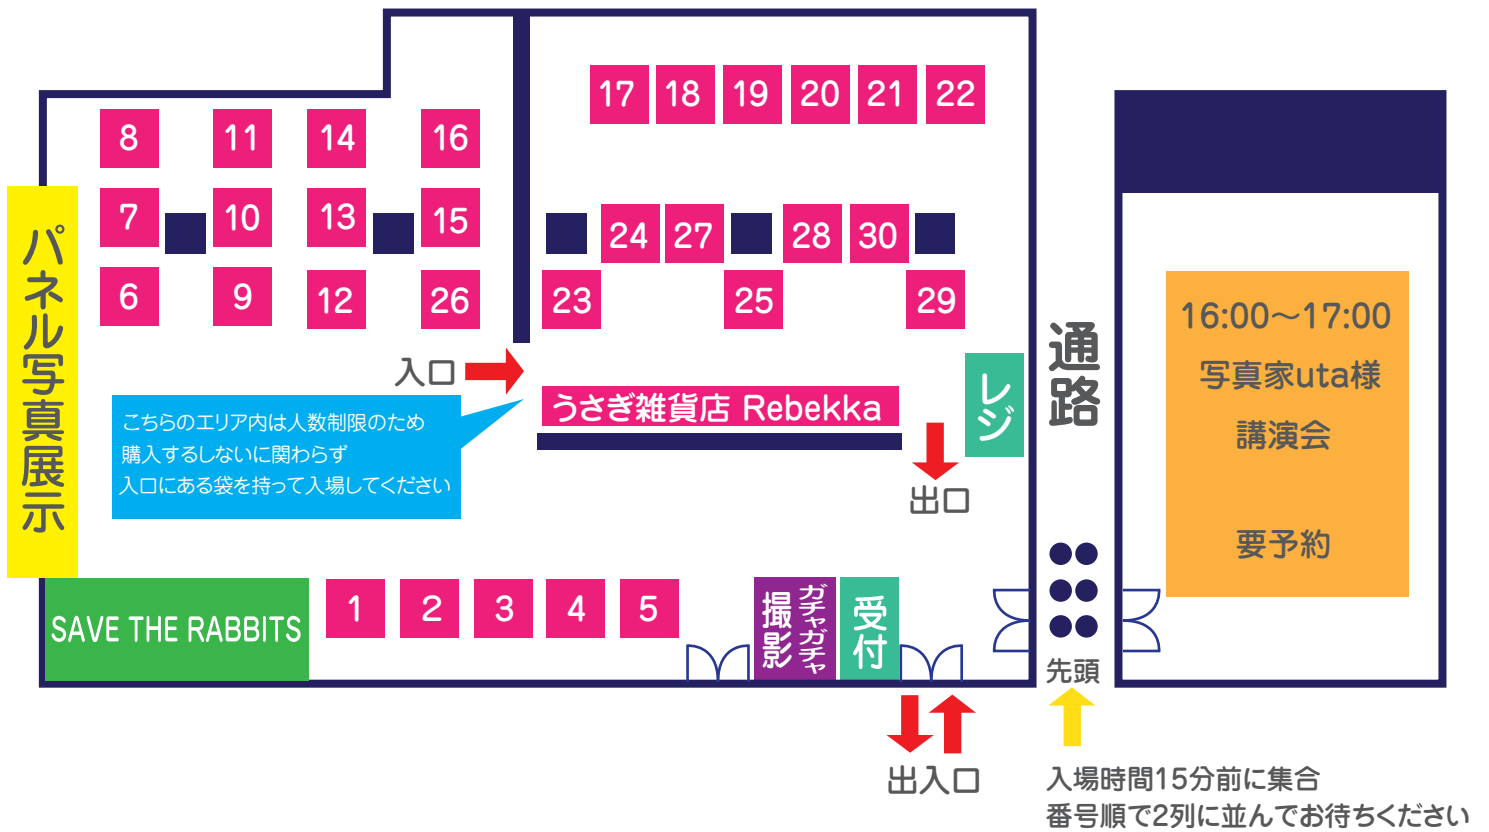 17 18 19 20 21 22
8 11 14 16
7 10 13 15
24 27 28 30
6 9 12 26
23 25 29
パネル写真展示
入口
こちらのエリア内は人数制限のため
購入するしないに関わらず
入口にある袋を持って入場してください
うさぎ雑貨店 Rebekka
レジ
出口
通路
16:00～17:00
写真家uta様
講演会
要予約
SAVE THE RABBITS
1 2 3 4 5
撮影
ガチャガチャ
受付
先頭
出入口
入場時間15分前に集合
番号順で2列に並んでお待ちください